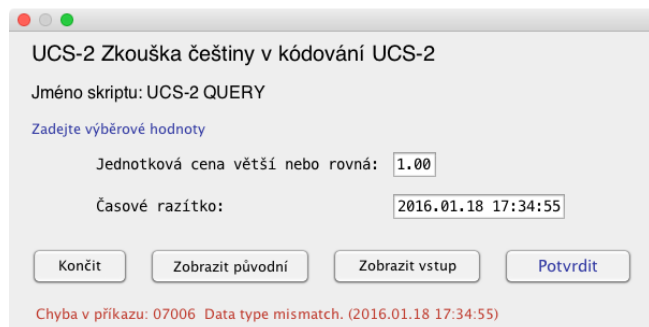 UCS-2 Zkouška češtiny v kódování UCS-2
Jméno skriptu: UCS-2 QUERY
Zadejte výběrové hodnoty
Jednotková cena větší nebo rovná: 1.00
Časové razítko: 2016.01.18 17:34:55
Končit Zobrazit původní Zobrazit vstup Potvrdit
Chyba v příkazu: 07006 Data type mismatch. (2016.01.18 17:34:55)